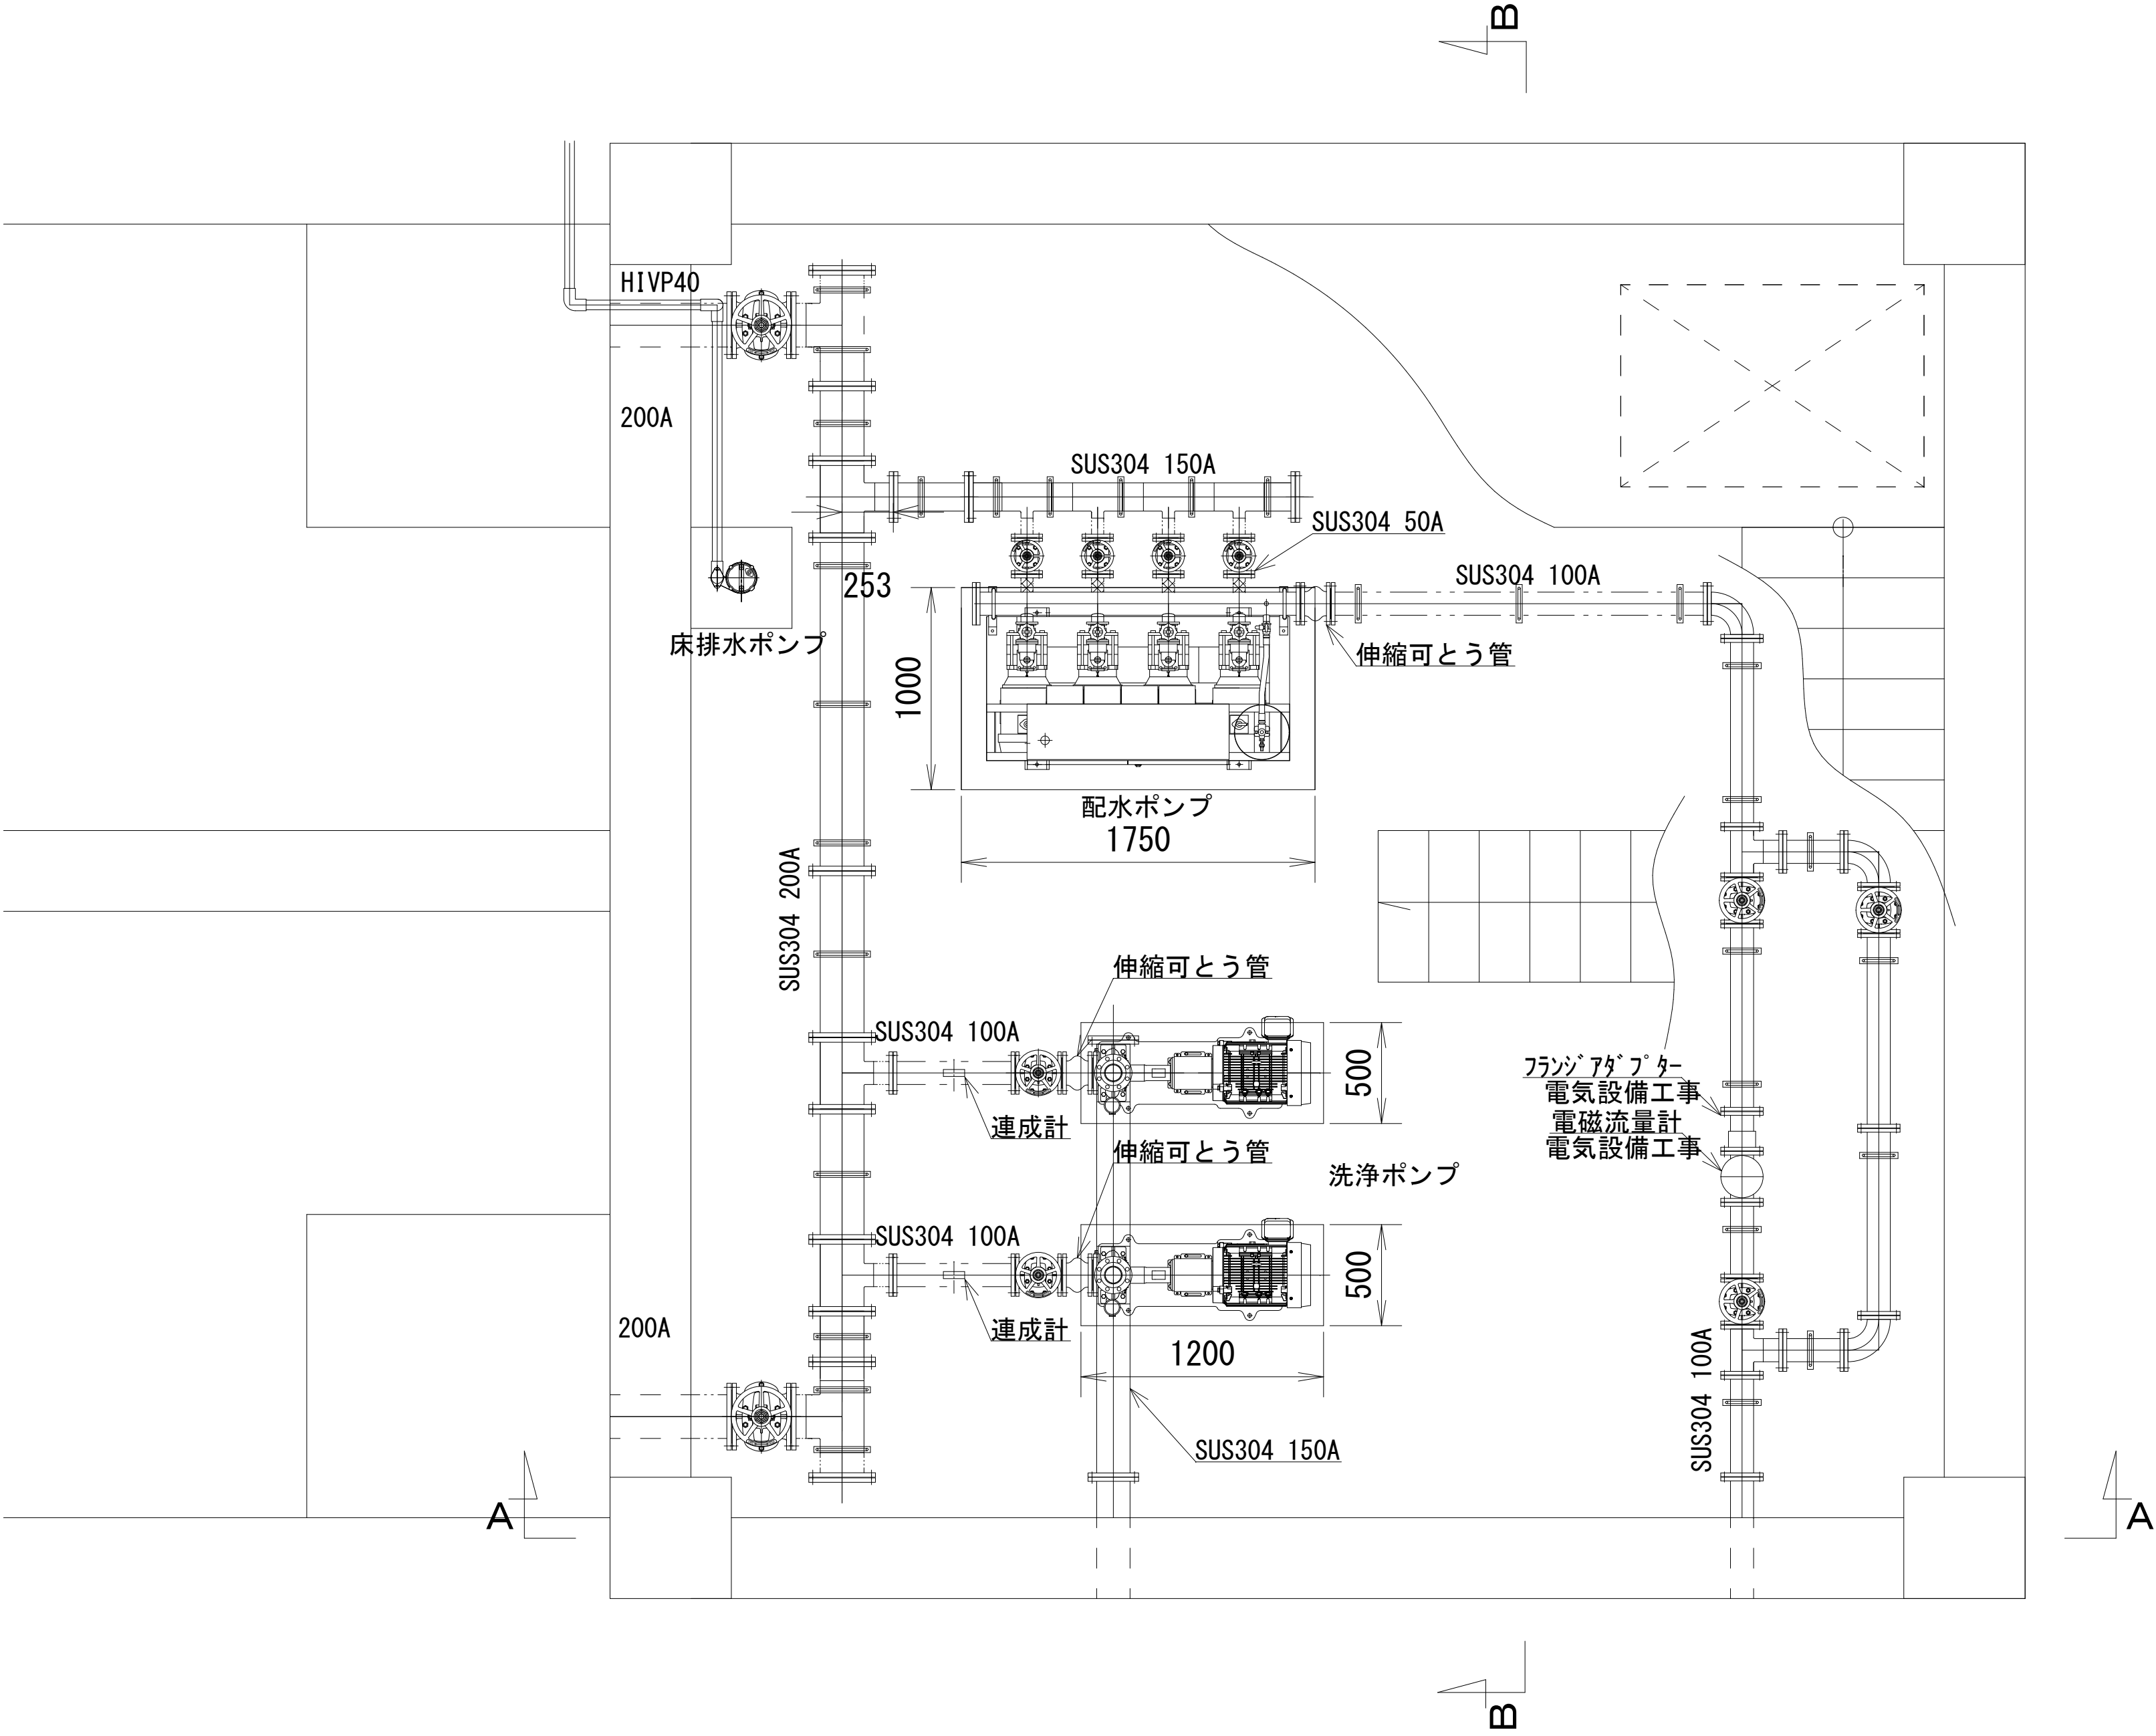 B
HIVP40
200A
SUS304 150A
SUS304 50A
SUS304 100A
253
床排水ポンプ
伸縮可とう管
1000
配水ポンプ
1750
SUS304 200A
伸縮可とう管
SUS304 100A
500
連成計
フランジアダプター
電気設備工事
電磁流量計
電気設備工事
伸縮可とう管
洗浄ポンプ
SUS304 100A
500
連成計
200A
1200
SUS304 100A
SUS304 150A
A
A
B